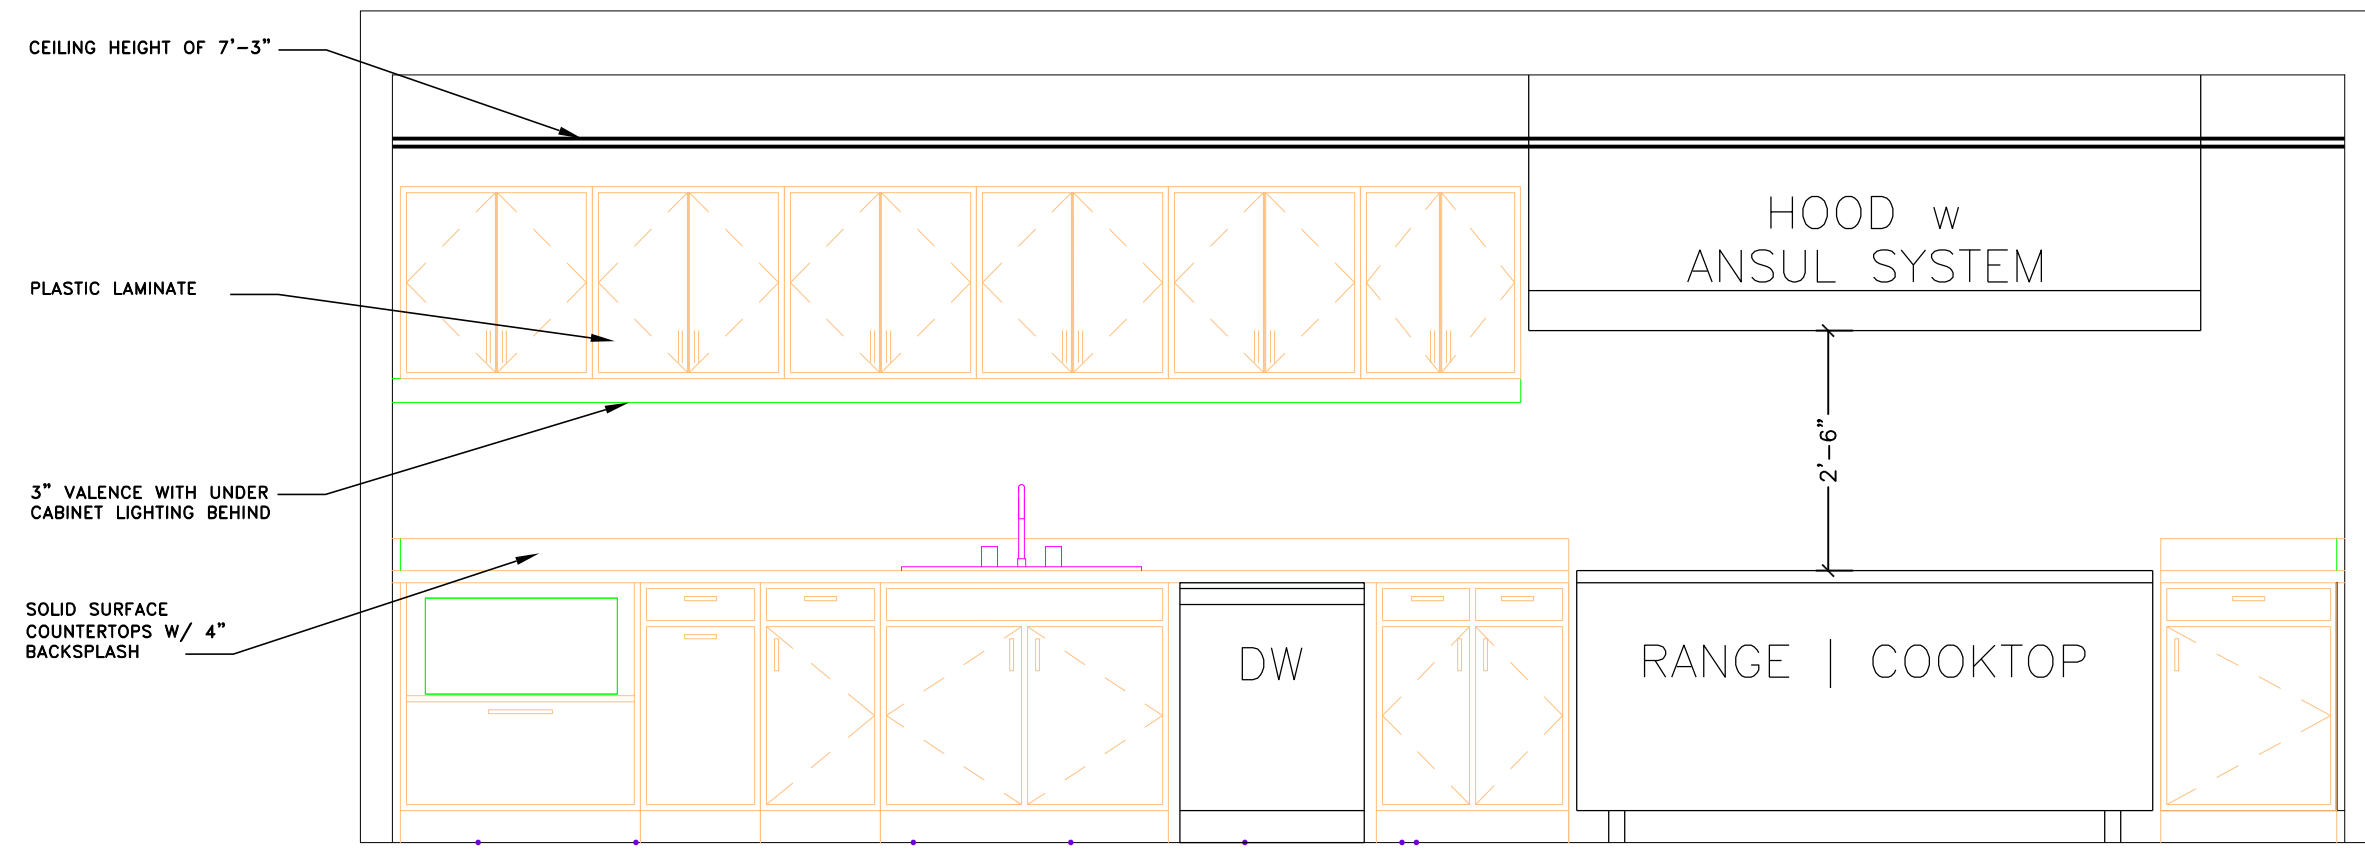 CEILING HEIGHT OF 7'-3"
PLASTIC LAMINATE
3" VALENCE WITH UNDER
CABINET LIGHTING BEHIND
SOLID SURFACE
COUNTERTOPS W/ 4"
BACKSPLASH
HOOD w
ANSUL SYSTEM
2'-6"
DW
RANGE | COOKTOP